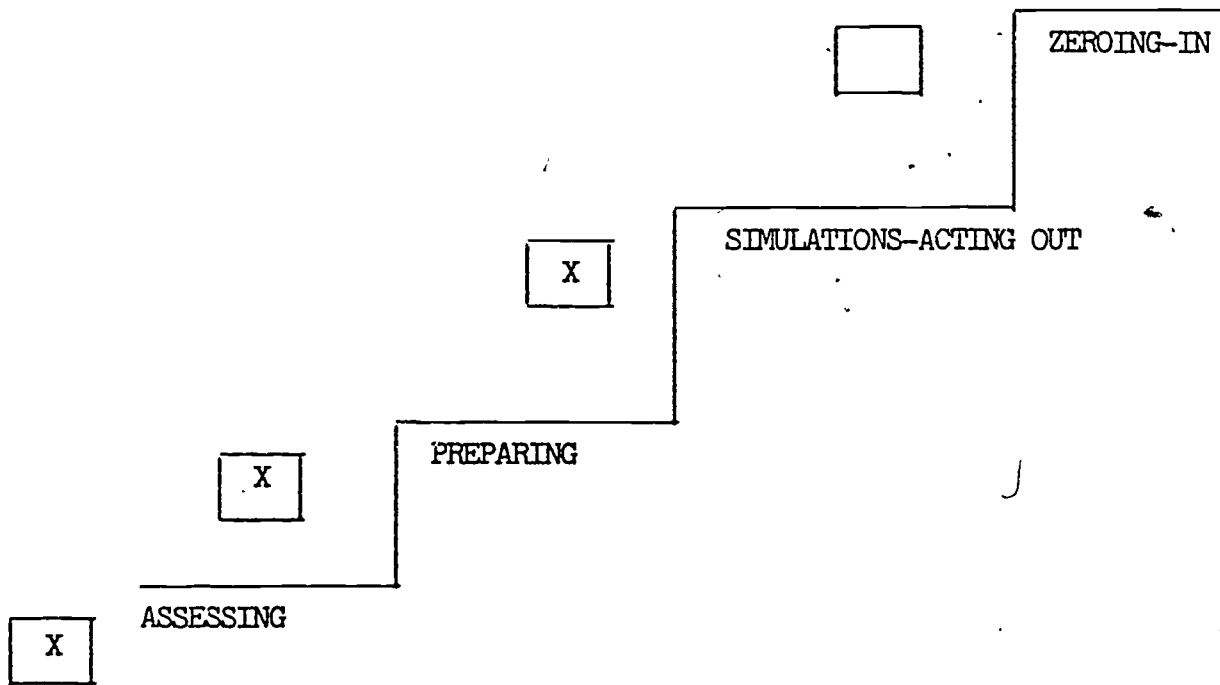 ZEROING-IN
SIMULATIONS-ACTING OUT
X
PREPARING
X
ASSESSING
X